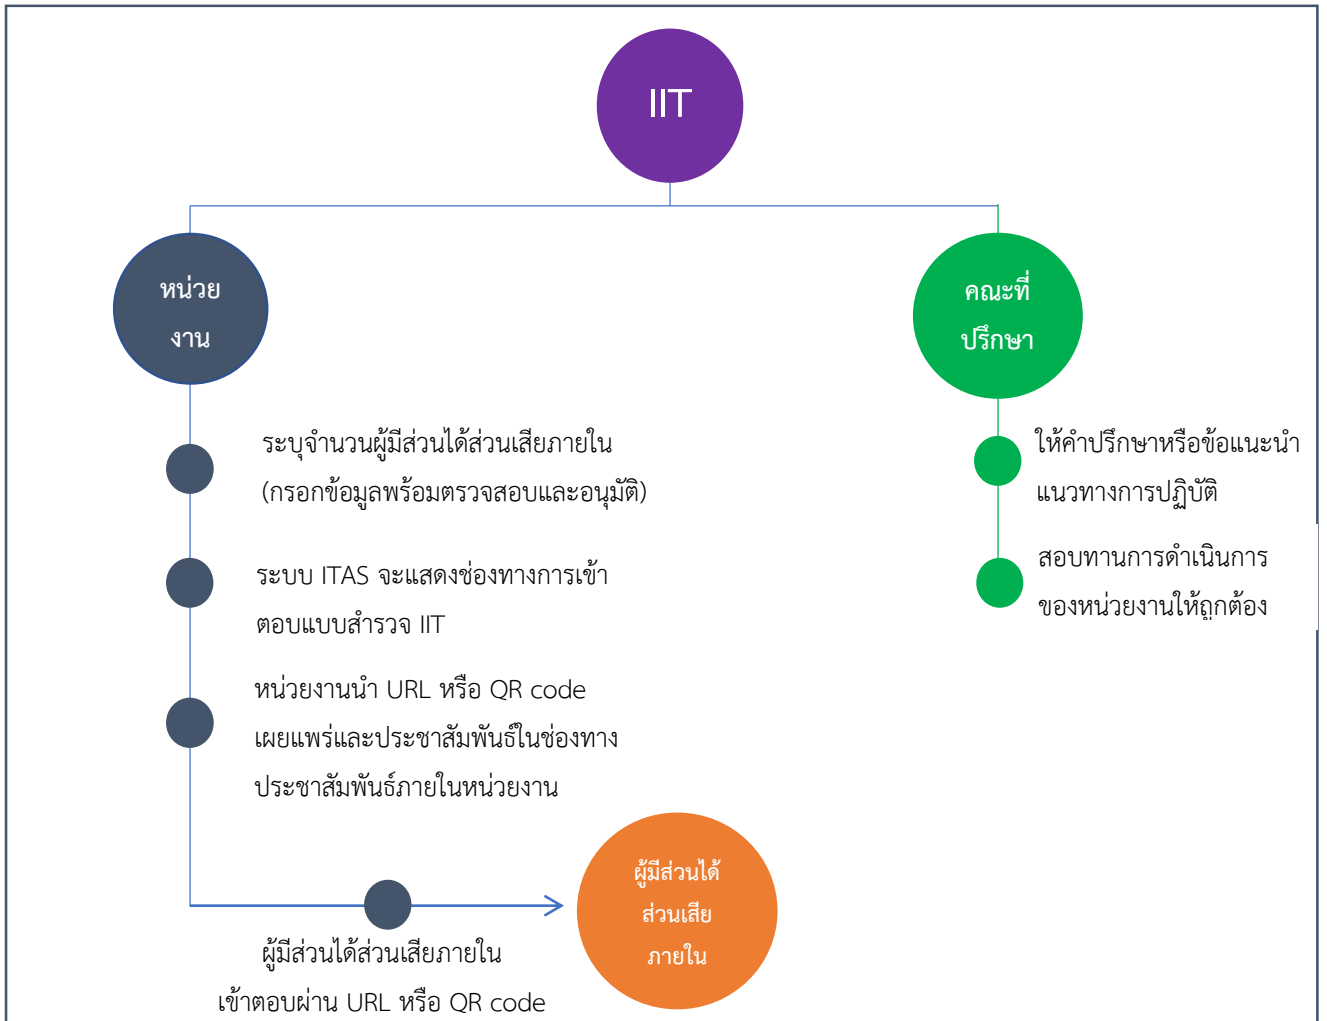 IIT
หน่วย
งาน
คณะที่
ปรึกษา
ระบุจำนวนผู้มีส่วนได้ส่วนเสียภายใน
(กรอกข้อมูลพร้อมตรวจสอบและอนุมัติ)
ระบบ ITAS จะแสดงช่องทางการเข้า
ตอบแบบสำรวจ IIT
หน่วยงานนำ URL หรือ QR code
เผยแพร่และประชาสัมพันธ์ในช่องทาง
ประชาสัมพันธ์ภายในหน่วยงาน
ให้คำปรึกษาหรือข้อแนะนำ
แนวทางการปฏิบัติ
สอบทานการดำเนินการ
ของหน่วยงานให้ถูกต้อง
ผู้มีส่วนได้
ส่วนเสีย
ภายใน
ผู้มีส่วนได้ส่วนเสียภายใน
เข้าตอบผ่าน URL หรือ QR code